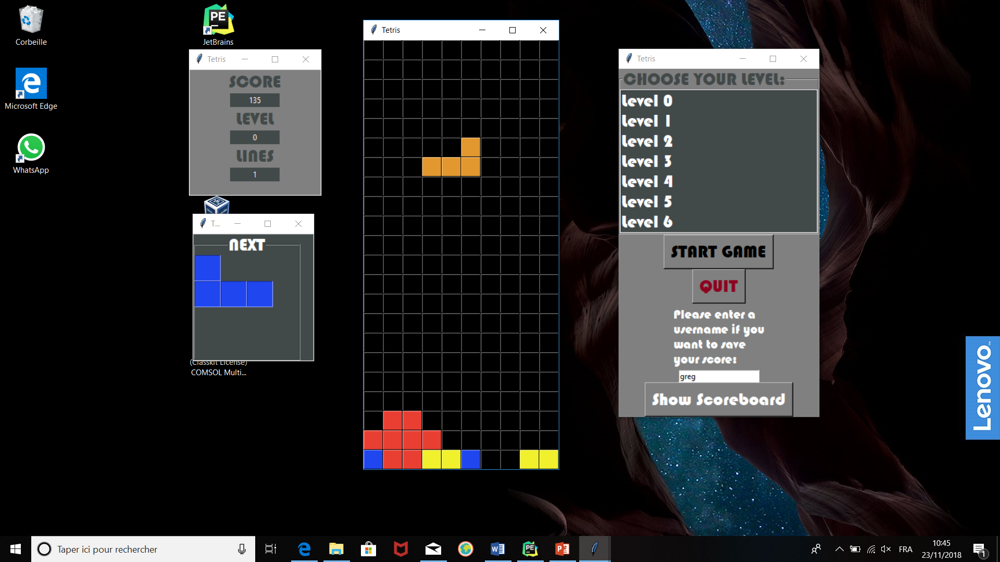 Corbeille
Microsoft Edge
WhatsApp
PE
JetBrains
Tetris
SCORE
135
LEVEL
0
LINES
1
T...
NEXT
(Classkit License)
COMSOL Multi...
Tetris
Tetris
CHOOSE YOUR LEVEL:
Level 0
Level 1
Level 2
Level 3
Level 4
Level 5
Level 6
START GAME
QUIT
Please enter a
username if you
want to save
your score:
greg
Show Scoreboard
Lenovo™
Taper ici pour rechercher
PE
FRA
10:45
23/11/2018
1